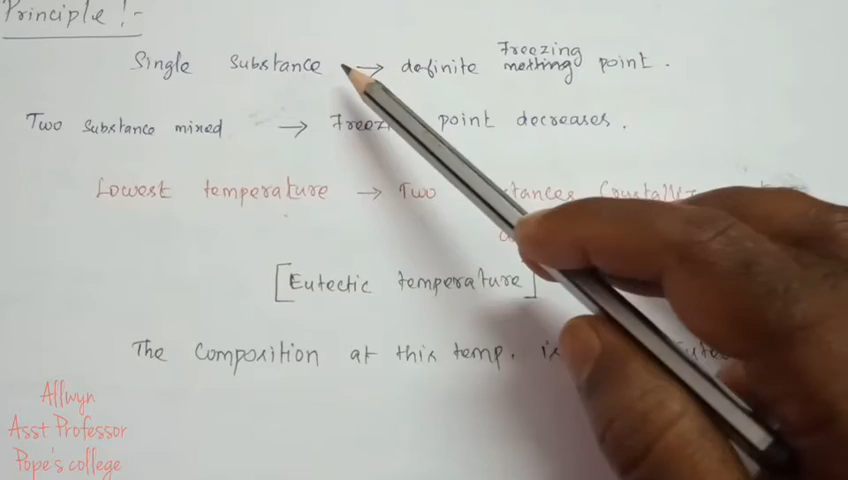 Principle :-
Freezing
Single Substance → definite melting point.
Two Substance mixed → point decreases.
Lowest temperature → Two
[Eutectic temperature]
The Composition at this temp. is
Allwyn
Asst Professor
Pope's college